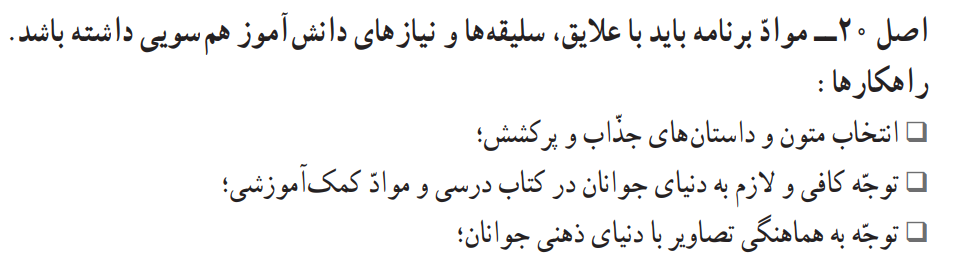 اصل ۲۰ــ موادّ برنامه باید با علایق، سلیقه‌ها و نیازهای دانش‌آموز هم‌سویی داشته باشد.
راهکارها :
❑ انتخاب متون و داستان‌های جذّاب و پرکشش؛
❑ توجّه کافی و لازم به دنیای جوانان در کتاب درسی و موادّ کمک‌آموزشی؛
❑ توجّه به هماهنگی تصاویر با دنیای ذهنی جوانان؛